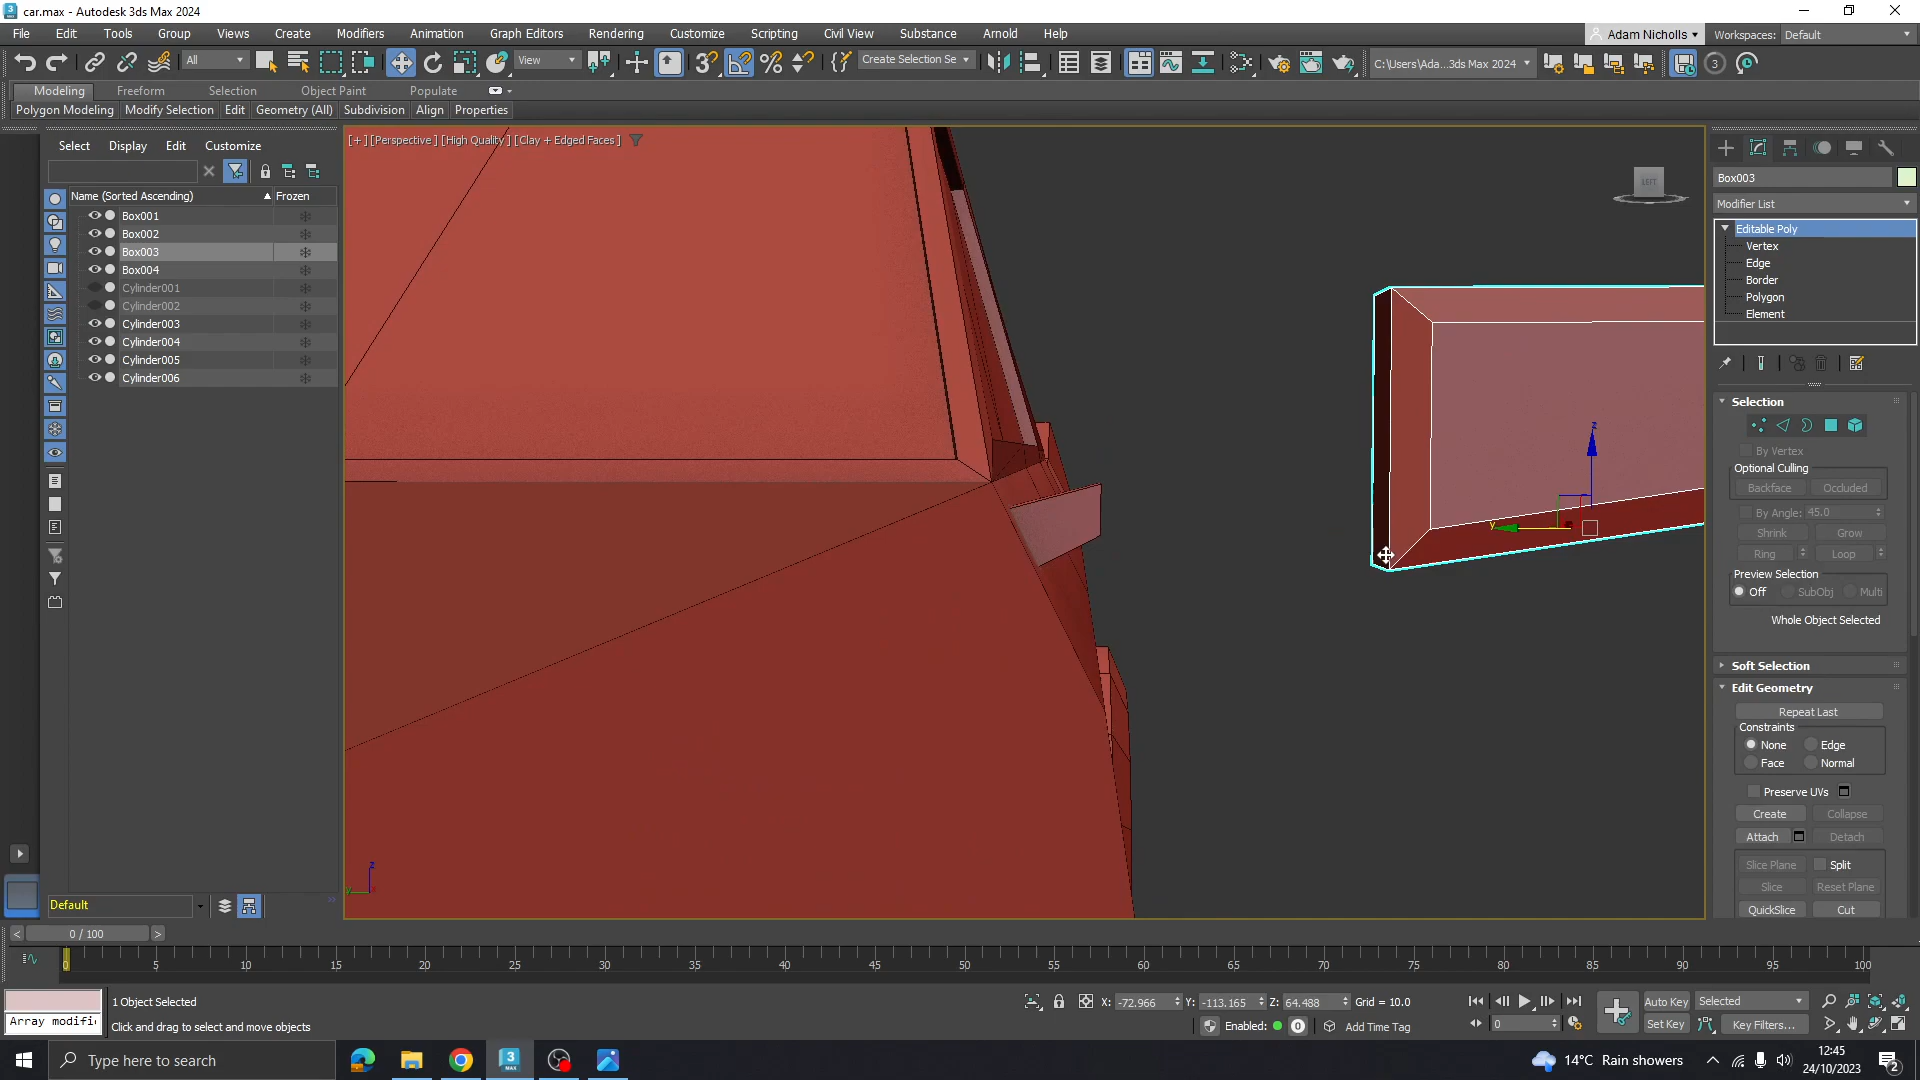 car.max - Autodesk 3ds Max 2024
File Edit Tools Group Views Create Modifiers Animation Graph Editors Rendering Customize Scripting Civil View Substance Arnold Help
Adam Nicholls Workspaces: Default
All View Create Selection Se C:\Users\Ada...3ds Max 2024
Modeling Freeform Selection Object Paint Populate
Polygon Modeling Modify Selection Edit Geometry (All) Subdivision Align Properties
Select Display Edit Customize
Name (Sorted Ascending) Frozen
Box001
Box002
Box003
Box004
Cylinder001
Cylinder002
Cylinder003
Cylinder004
Cylinder005
Cylinder006
Default
[+] [Perspective] [High Quality] [Clay + Edged Faces]
LEFT
z
y
z
y
Box003
Modifier List
Editable Poly
Vertex
Edge
Border
Polygon
Element
Selection
By Vertex
Optional Culling
Backface Occluded
By Angle: 45.0
Shrink Grow
Ring Loop
Preview Selection
Off SubObj Multi
Whole Object Selected
Soft Selection
Edit Geometry
Repeat Last
Constraints
None Edge
Face Normal
Preserve UVs
Create Collapse
Attach Detach
Slice Plane Split
Slice Reset Plane
QuickSlice Cut
< 0 / 100 >
0 5 10 15 20 25 30 35 40 45 50 55 60 65 70 75 80 85 90 95 100
1 Object Selected
Array modifi
Click and drag to select and move objects
X: -72.966 Y: -113.165 Z: 64.488 Grid = 10.0
Enabled: 0 Add Time Tag
Auto Key Selected
0 Set Key Key Filters...
Type here to search
3
MAX
14°C Rain showers
12:45
24/10/2023
2